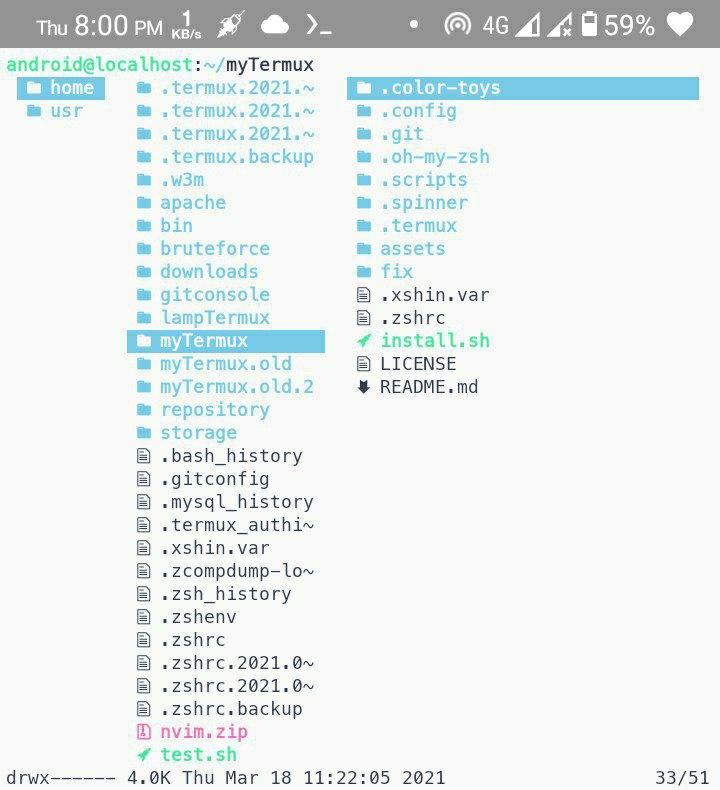 Thu 8:00 PM 1 KB/s 4G 59%
android@localhost:~/myTermux
home .termux.2021.~ .color-toys
usr .termux.2021.~ .config
.termux.2021.~ .git
.termux.backup .oh-my-zsh
.w3m .scripts
apache .spinner
bin .termux
bruteforce assets
downloads fix
gitconsole .xshin.var
lampTermux .zshrc
myTermux install.sh
myTermux.old LICENSE
myTermux.old.2 README.md
repository
storage
.bash_history
.gitconfig
.mysql_history
.termux_authi~
.xshin.var
.zcompdump-lo~
.zsh_history
.zshenv
.zshrc
.zshrc.2021.0~
.zshrc.2021.0~
.zshrc.backup
nvim.zip
test.sh
drwx------ 4.0K Thu Mar 18 11:22:05 2021 33/51